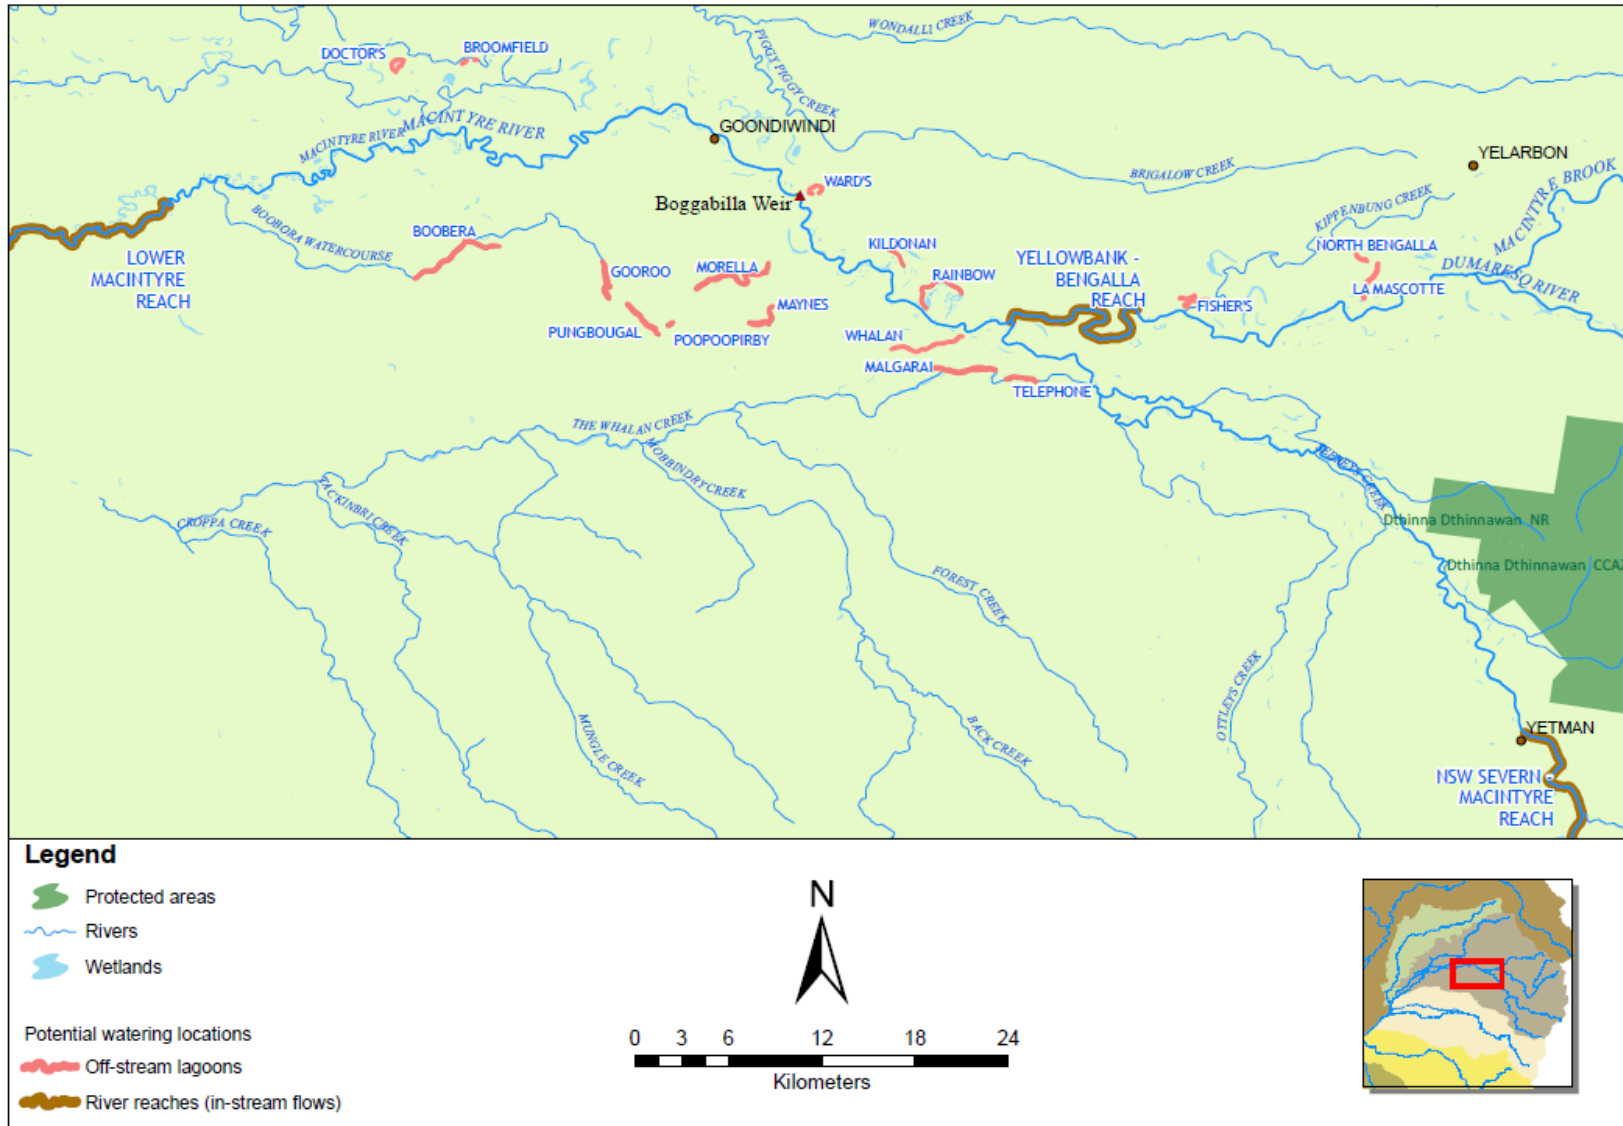 WONDALLI CREEK
DOCTOR'S
BROOMFIELD
PIGGY PIGGY CREEK
MACINTYRE RIVER
MACINTYRE RIVER
GOONDIWINDI
BRIGALOW CREEK
YELARBON
WARD'S
Boggabilla Weir
KIPPENBUNG CREEK
MACINTYRE BROOK
BOOBORA WATERCOURSE
BOOBERA
LOWER
MACINTYRE
REACH
GOOROO
MORELLA
KILDONAN
RAINBOW
YELLOWBANK -
BENGALLA
REACH
NORTH BENGALLA
DUMARESQ RIVER
LA MASCOTTE
FISHER'S
MAYNES
PUNGBOUGAL
POOPOOPIRBY
WHALAN
MALGARAI
TELEPHONE
THE WHALAN CREEK
MOBBINDRY CREEK
TACKINBRI CREEK
CROPPA CREEK
Dthinna Dthinnawan NR
Dthinna Dthinnawan CCAZ
FOREST CREEK
OTTLEYS CREEK
MUNGLE CREEK
BACK CREEK
YETMAN
NSW SEVERN -
MACINTYRE
REACH
Legend
Protected areas
Rivers
Wetlands
Potential watering locations
Off-stream lagoons
River reaches (in-stream flows)
N
0 3 6 12 18 24
Kilometers